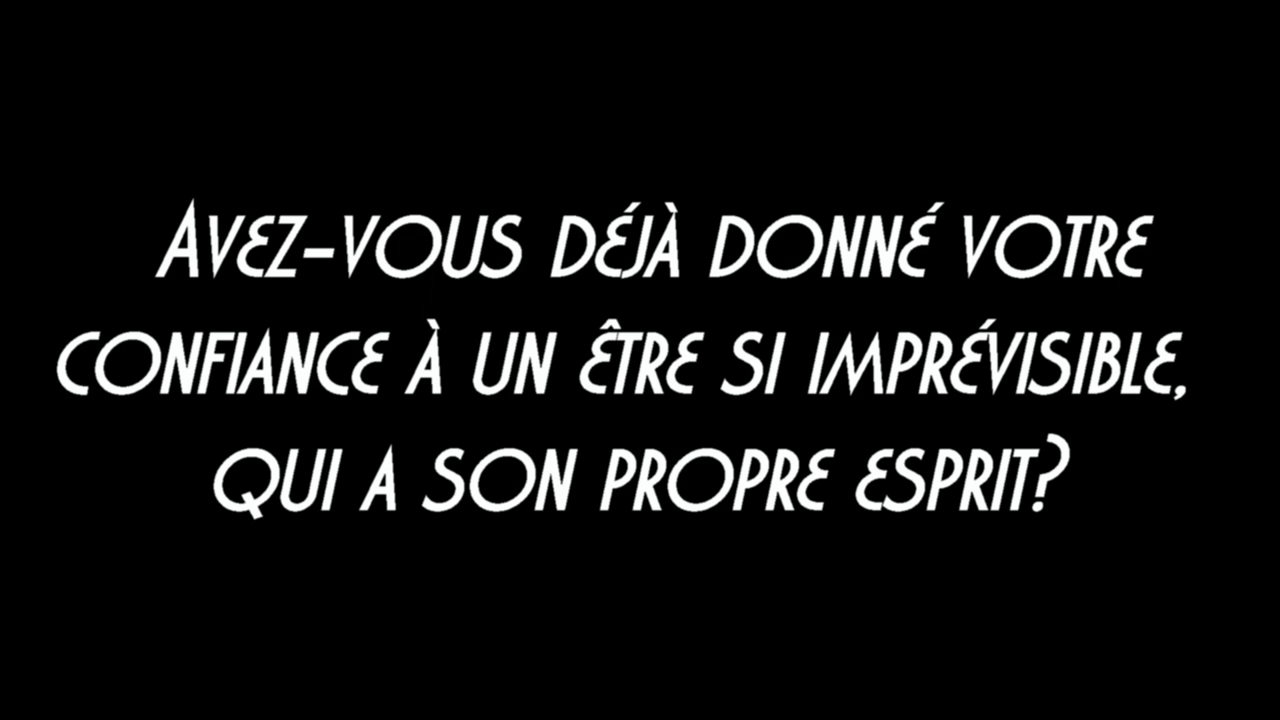 Avez-vous déjà donné votre
confiance à un être si imprévisible,
qui a son propre esprit?